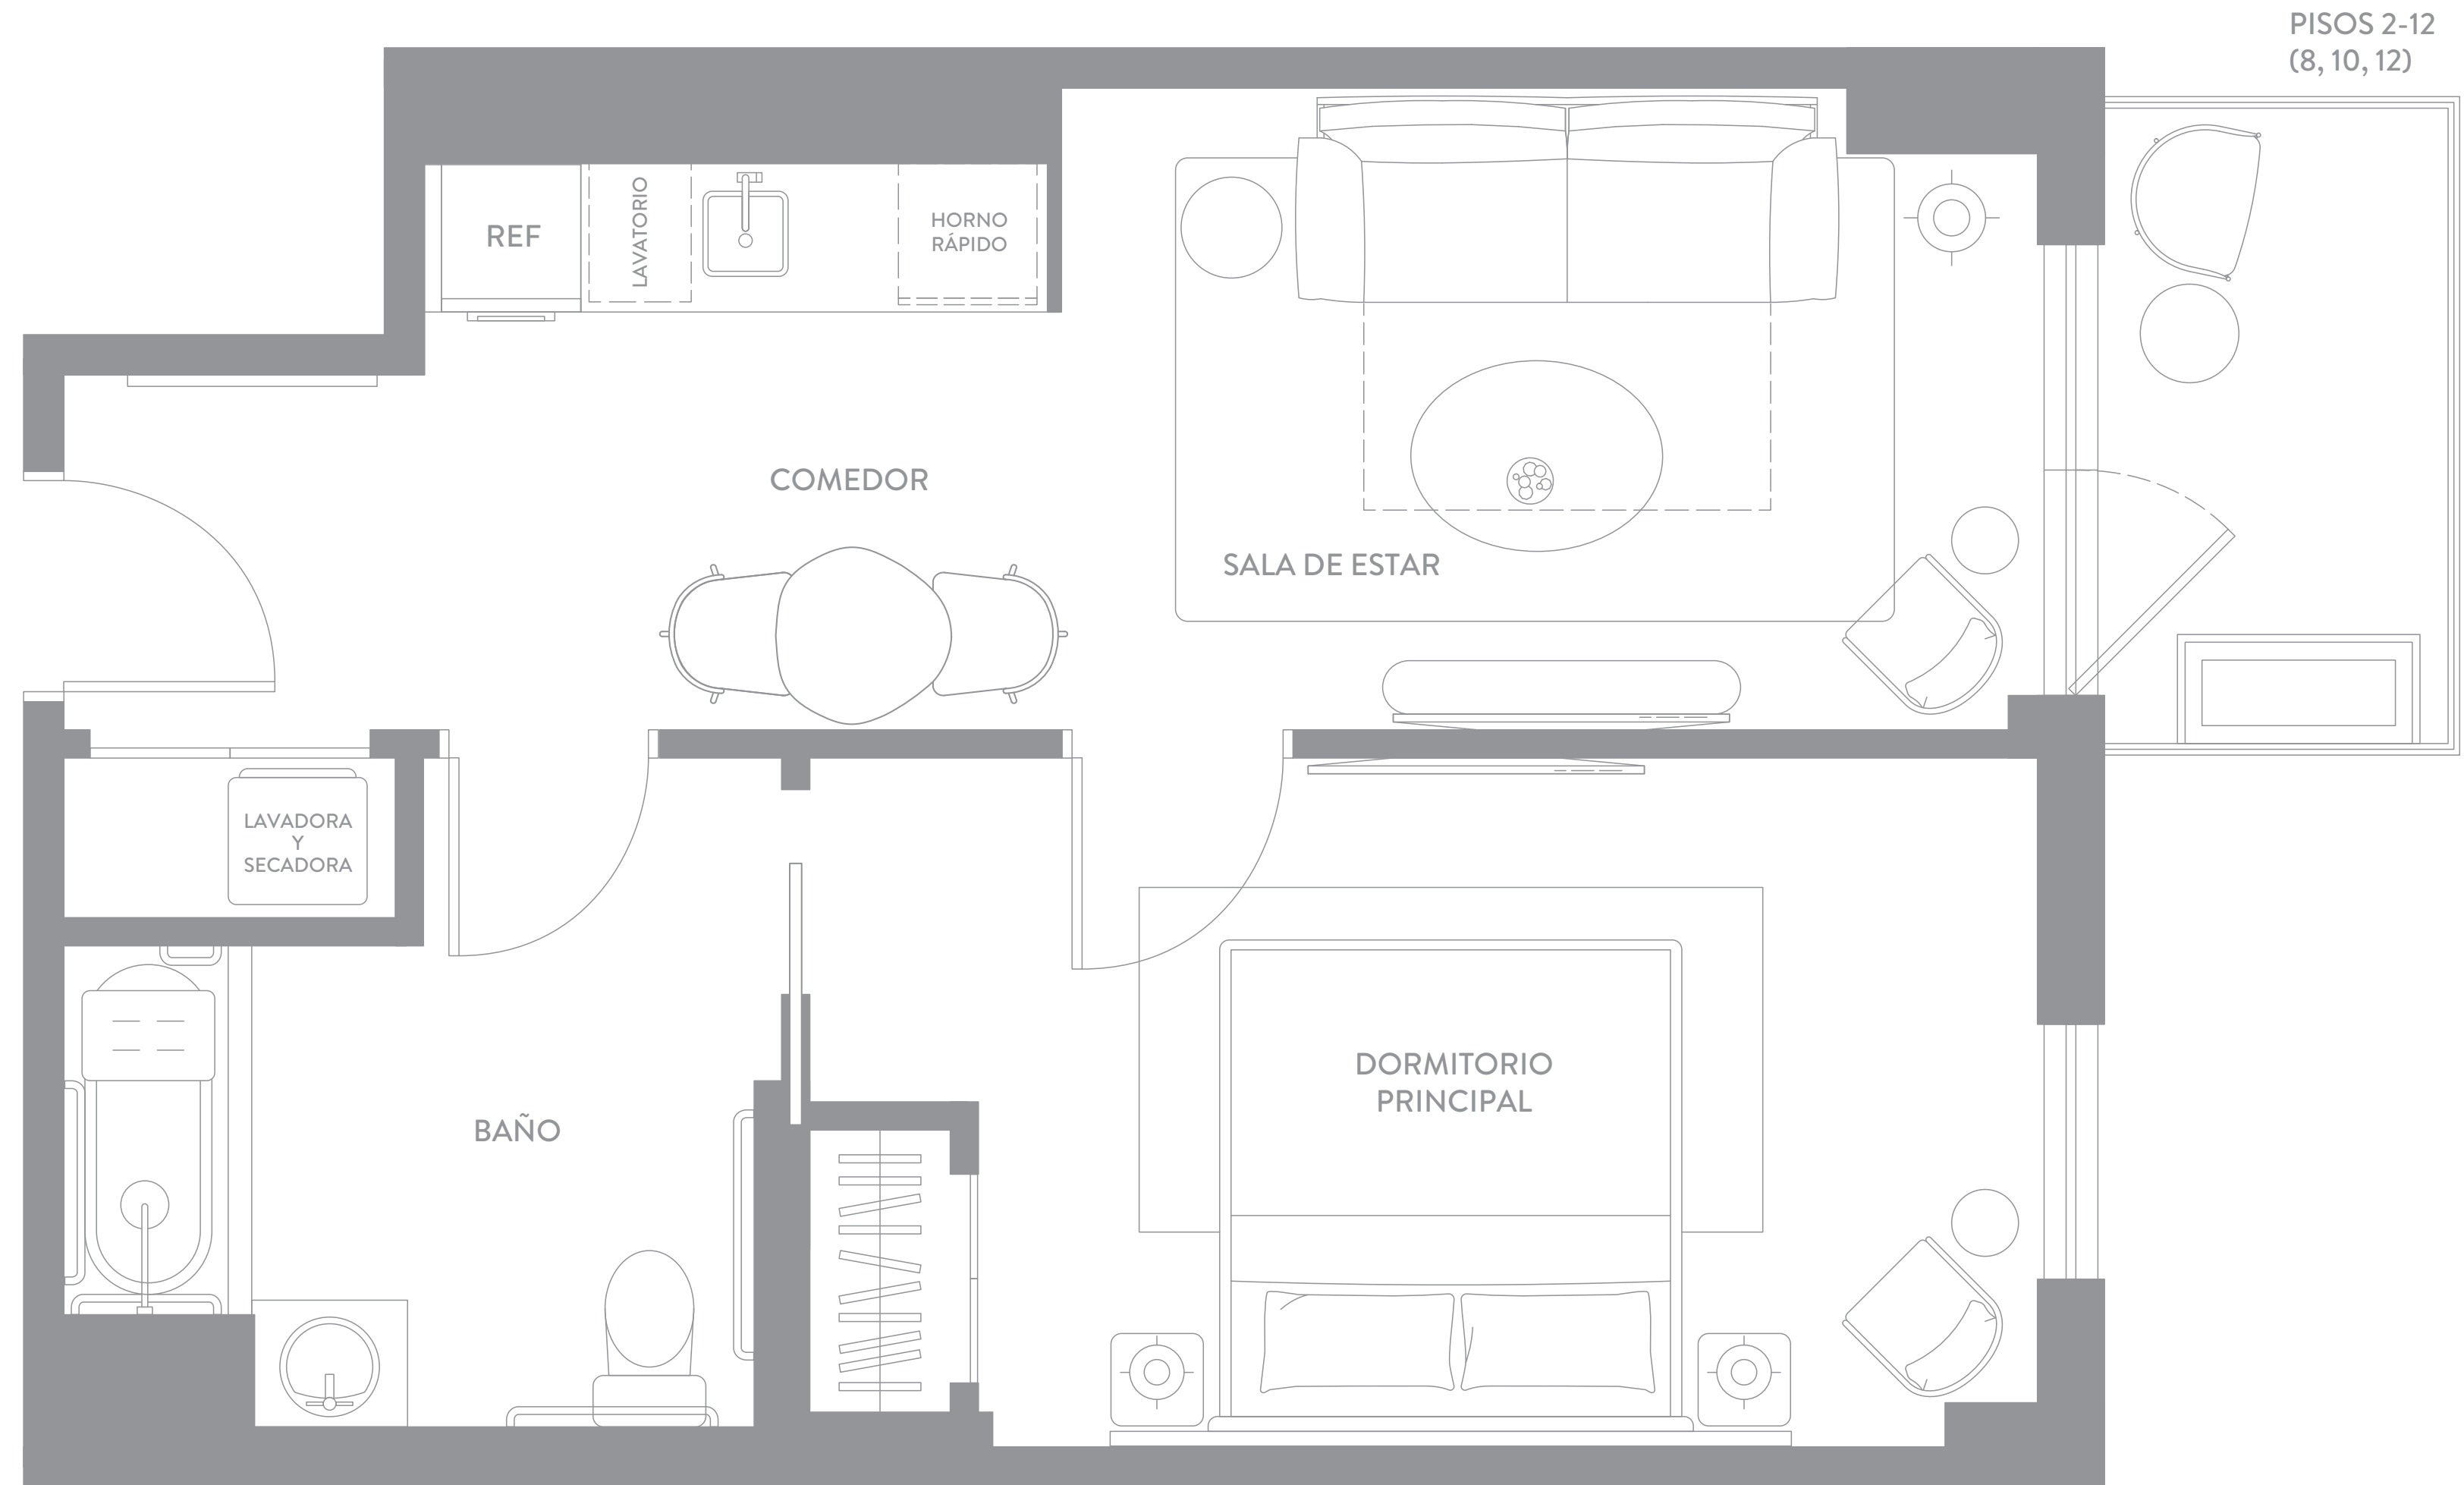 PISOS 2-12
(8, 10, 12)
REF
LAVATORIO
HORNO
RÁPIDO
COMEDOR
SALA DE ESTAR
LAVADORA
Y
SECADORA
BAÑO
DORMITORIO
PRINCIPAL